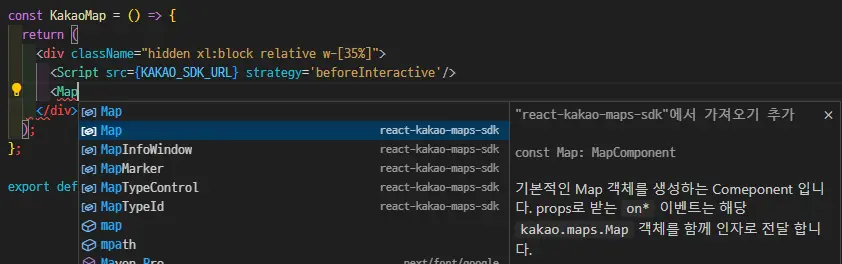 const KakaoMap = () => {
return (
<div className="hidden xl:block relative w-[35%]">
<Script src={KAKAO_SDK_URL} strategy='beforeInteractive'/>
<Map
</div>
);
};
export def
Map
Map react-kakao-maps-sdk
MapInfoWindow react-kakao-maps-sdk
MapMarker react-kakao-maps-sdk
MapTypeControl react-kakao-maps-sdk
MapTypeId react-kakao-maps-sdk
map
mpath
Maven_Pro next/font/google
"react-kakao-maps-sdk"에서 가져오기 추가
const Map: MapComponent
기본적인 Map 객체를 생성하는 Comeponent 입니
다. props로 받는 on* 이벤트는 해당
kakao.maps.Map 객체를 함께 인자로 전달 합니
다.